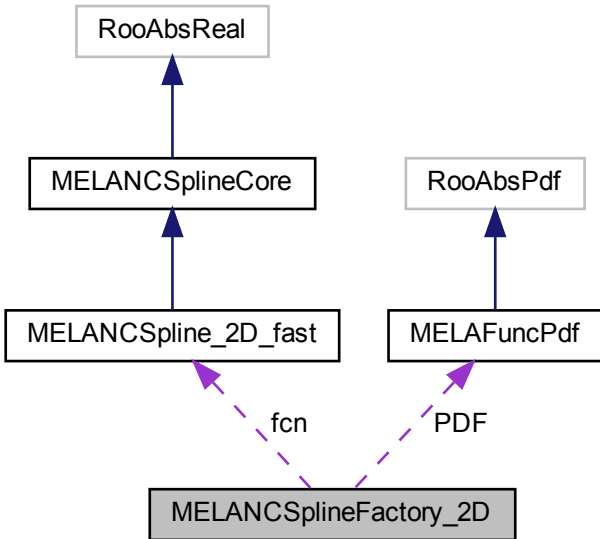 RooAbsReal
MELANCSplineCore
RooAbsPdf
MELANCSpline_2D_fast
MELAFuncPdf
fcn
PDF
MELANCSplineFactory_2D